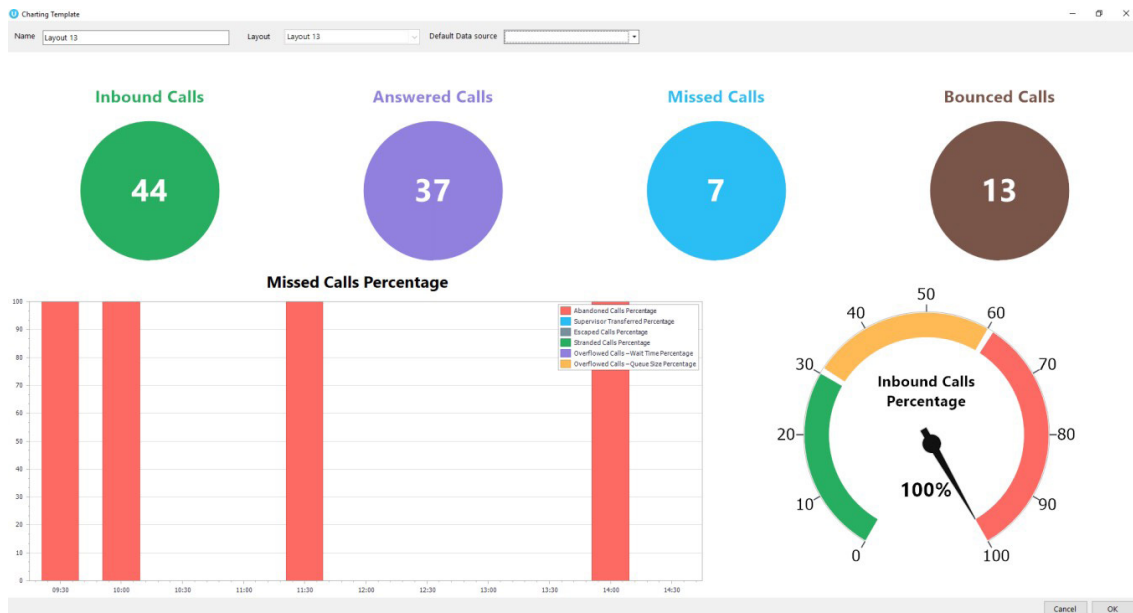 Charting Template
Name Layout 13 Layout Layout 13 Default Data source
Inbound Calls Answered Calls Missed Calls Bounced Calls
44 37 7 13
Missed Calls Percentage
100
90
80
70
60
50
40
30
20
10
0
09:30 10:00 10:30 11:00 11:30 12:00 12:30 13:00 13:30 14:00 14:30
Abandoned Calls Percentage
Supervisor Transferred Percentage
Escaped Calls Percentage
Stranded Calls Percentage
Overflowed Calls – Wait Time Percentage
Overflowed Calls – Queue Size Percentage
0 10 20 30 40 50 60 70 80 90 100
Inbound Calls
Percentage
100%
Cancel OK